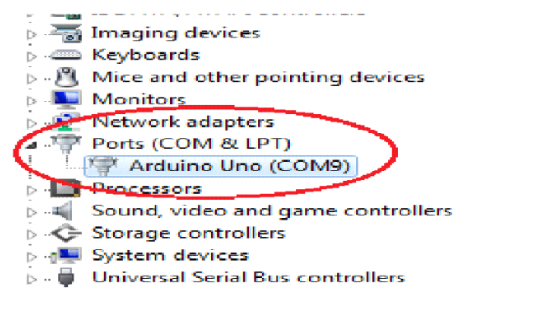 Imaging devices
Keyboards
Mice and other pointing devices
Monitors
Network adapters
Ports (COM & LPT)
Arduino Uno (COM9)
Processors
Sound, video and game controllers
Storage controllers
System devices
Universal Serial Bus controllers